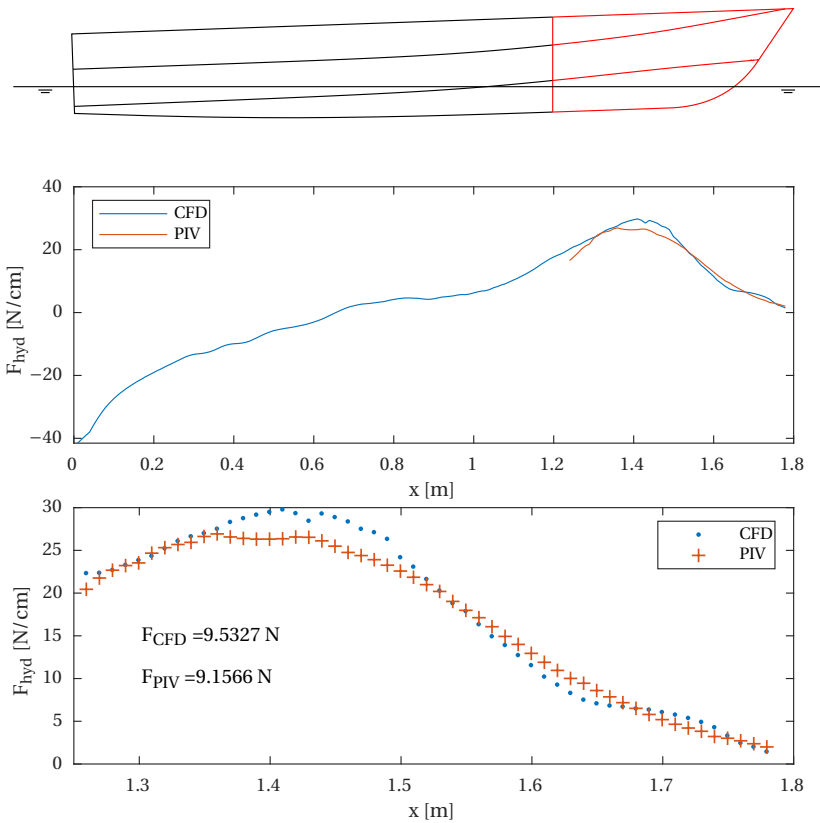 40
20
0
−20
−40
F_hyd [N/cm]
CFD
PIV
0 0.2 0.4 0.6 0.8 1 1.2 1.4 1.6 1.8
x [m]
30
25
20
15
10
5
0
F_hyd [N/cm]
CFD
PIV
F_CFD =9.5327 N
F_PIV =9.1566 N
1.3 1.4 1.5 1.6 1.7 1.8
x [m]